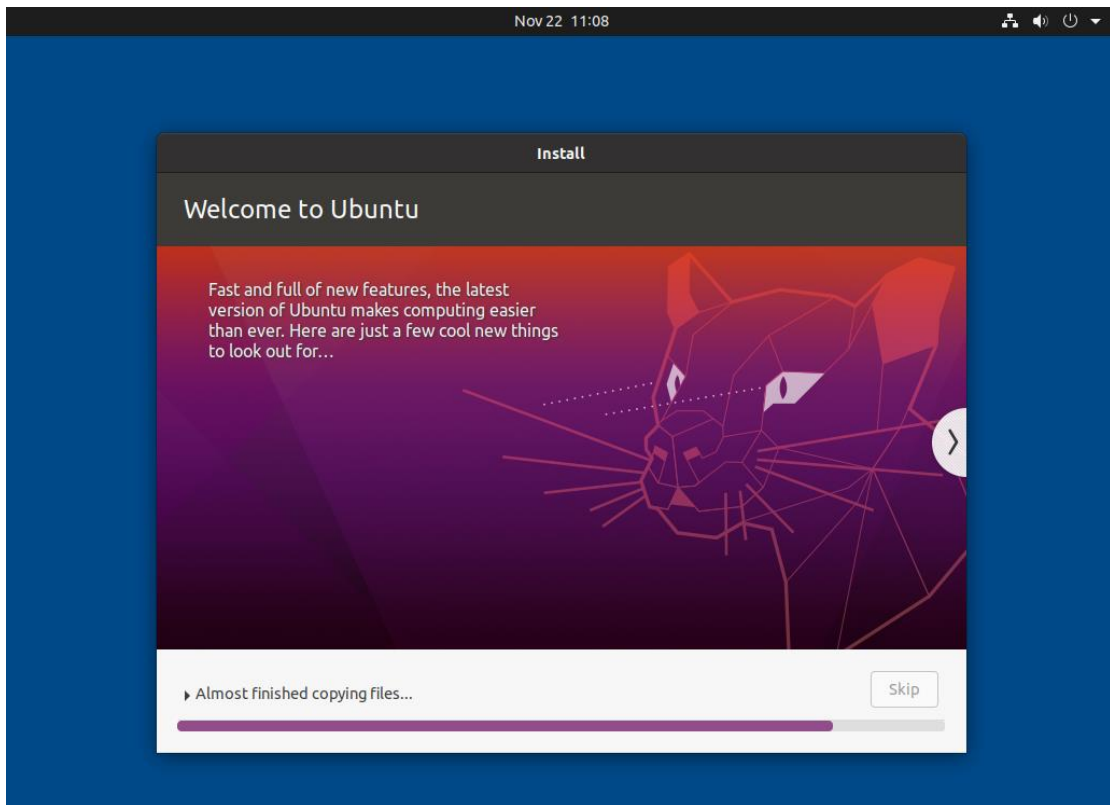 Nov 22 11:08
Install
Welcome to Ubuntu
Fast and full of new features, the latest
version of Ubuntu makes computing easier
than ever. Here are just a few cool new things
to look out for...
Almost finished copying files...
Skip